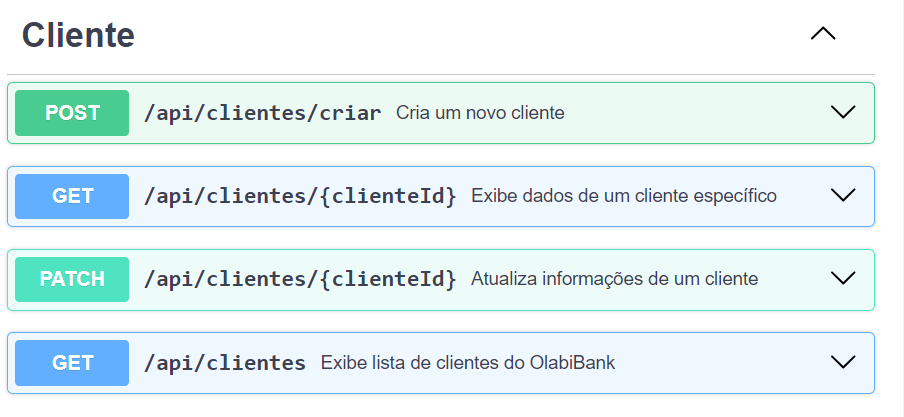 Cliente
POST /api/clientes/criar Cria um novo cliente
GET /api/clientes/{clienteId} Exibe dados de um cliente específico
PATCH /api/clientes/{clienteId} Atualiza informações de um cliente
GET /api/clientes Exibe lista de clientes do OlabiBank